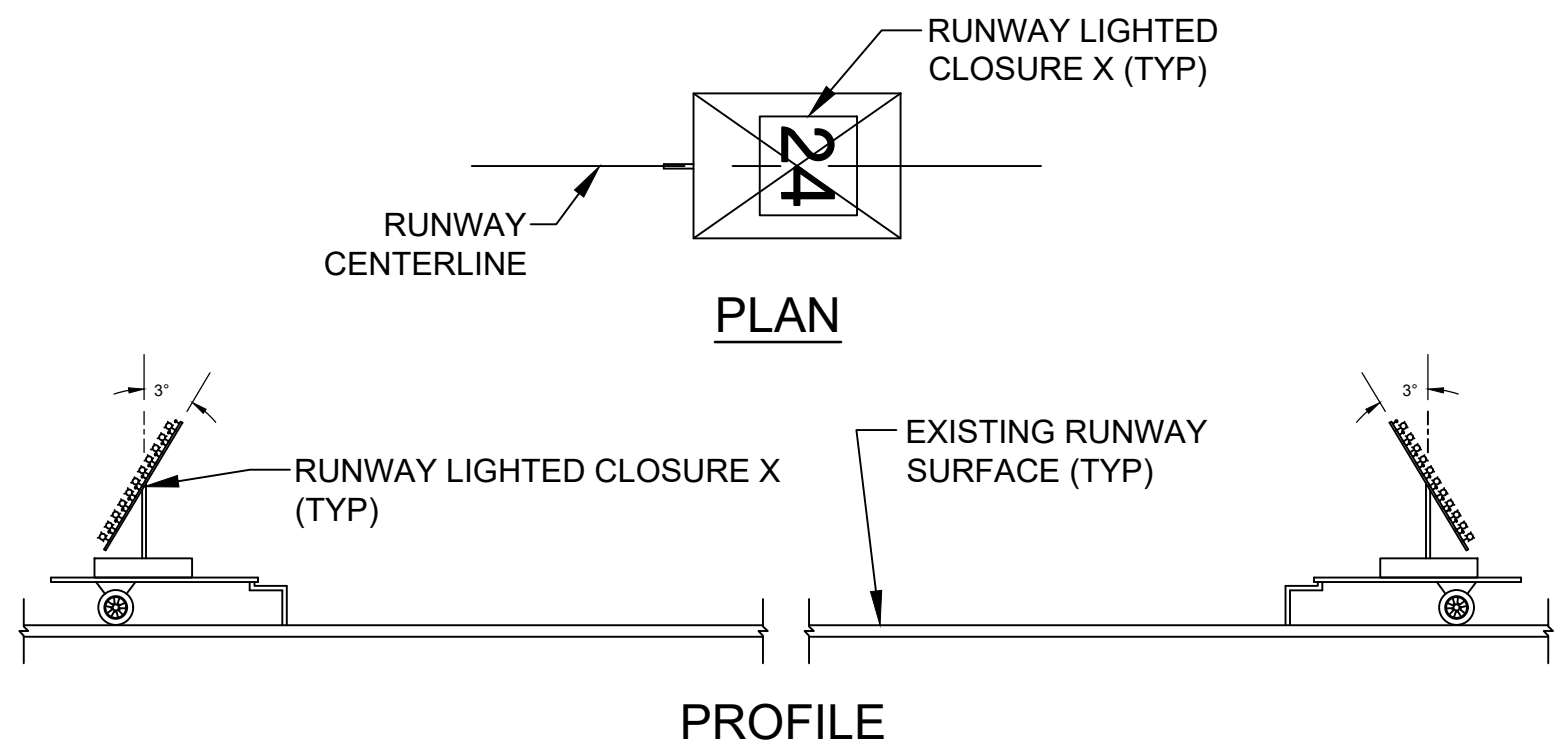 RUNWAY LIGHTED
CLOSURE X (TYP)
24
RUNWAY
CENTERLINE
PLAN
3°
3°
RUNWAY LIGHTED CLOSURE X
(TYP)
EXISTING RUNWAY
SURFACE (TYP)
PROFILE